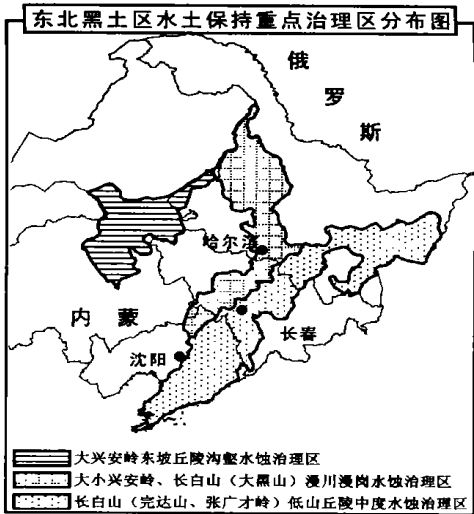 东北黑土区水土保持重点治理区分布图
俄罗斯
哈尔滨
内蒙
长春
沈阳
大兴安岭东坡丘陵沟壑水蚀治理区
大小兴安岭、长白山（大黑山）漫川漫岗水蚀治理区
长白山（完达山、张广才岭）低山丘陵中度水蚀治理区